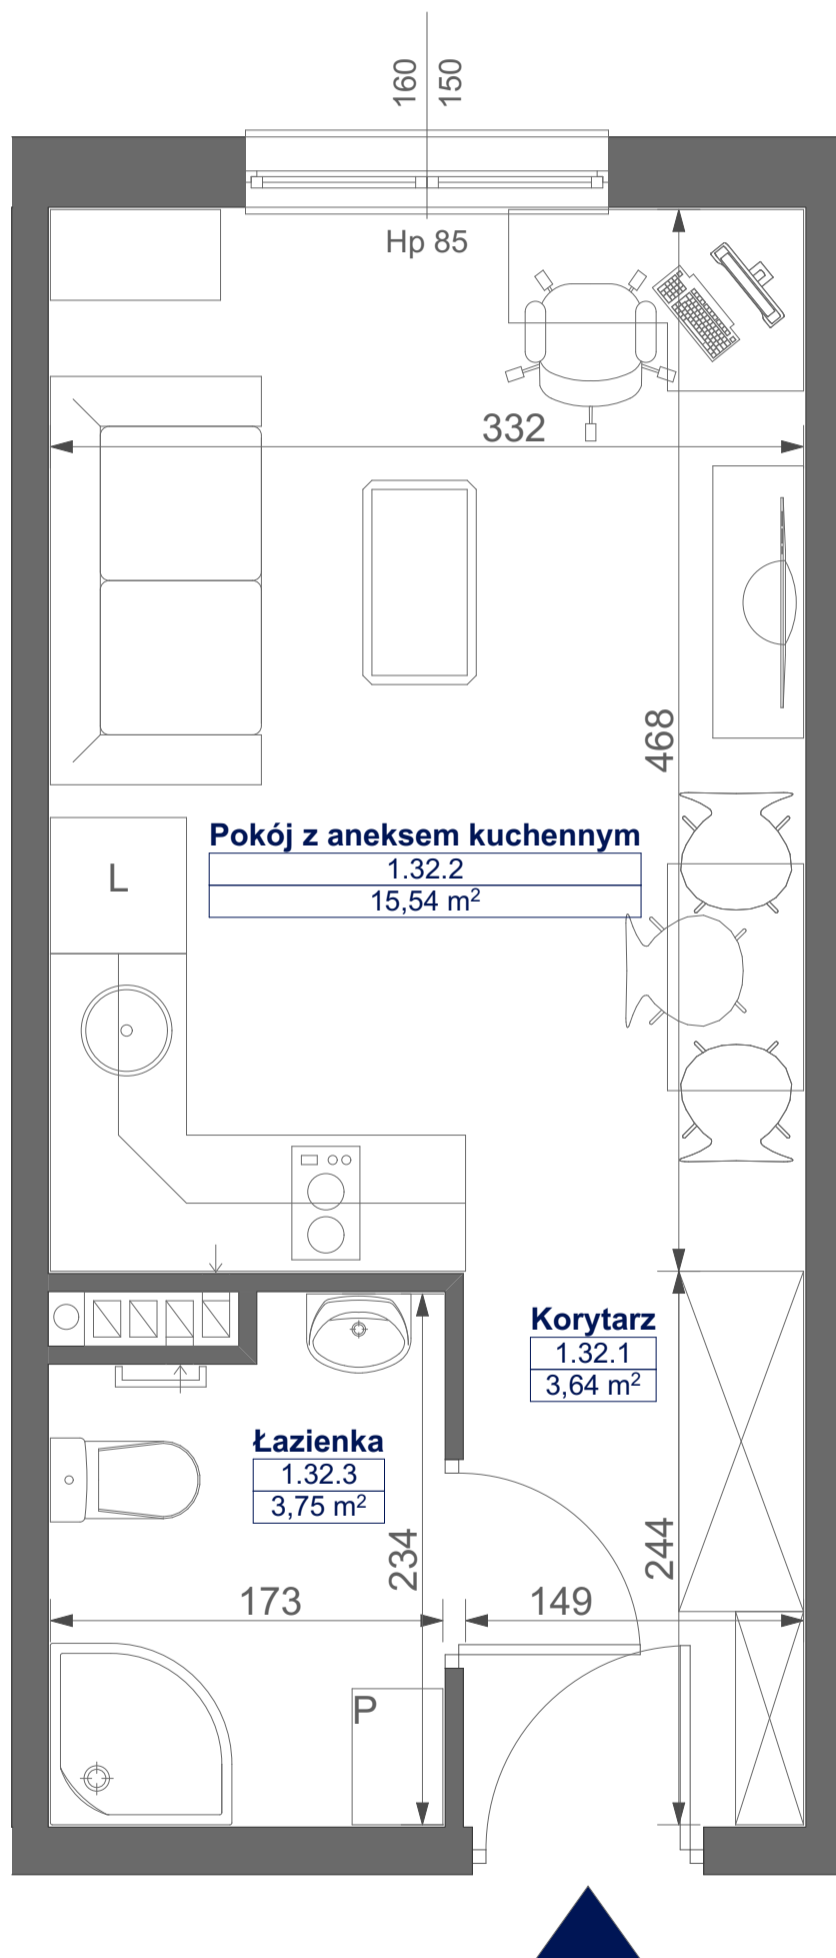 160
150
Hp 85
332
468
Pokój z aneksem kuchennym
1.32.2
15,54 m²
L
Korytarz
1.32.1
3,64 m²
Łazienka
1.32.3
3,75 m²
234
244
173
149
P